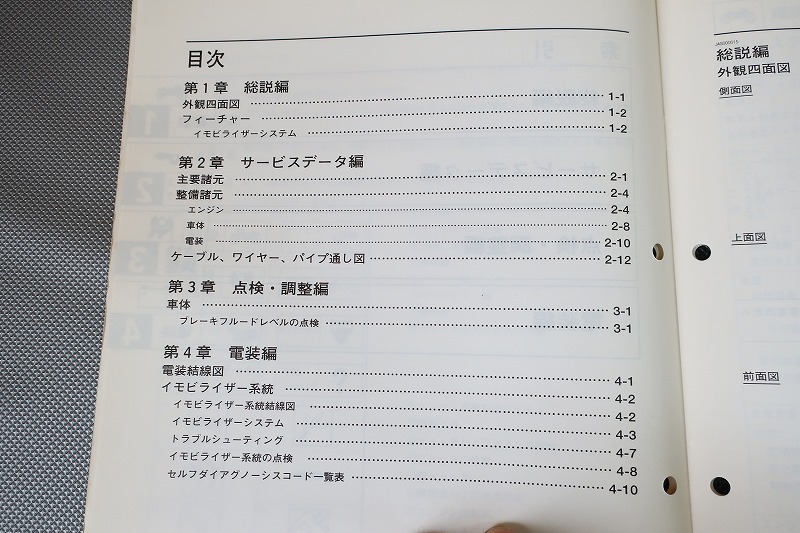 目次
第1章 総説編
外観四面図 1-1
フィーチャー 1-2
イモビライザーシステム 1-2
第2章 サービスデータ編
主要諸元 2-1
整備諸元 2-4
エンジン 2-4
車体 2-8
電装 2-10
ケーブル、ワイヤー、パイプ通し図 2-12
第3章 点検・調整編
車体 3-1
ブレーキフルードレベルの点検 3-1
第4章 電装編
電装結線図 4-1
イモビライザー系統 4-2
イモビライザー系統結線図 4-2
イモビライザーシステム 4-3
トラブルシューティング 4-7
イモビライザー系統の点検 4-8
セルフダイアグノーシスコード一覧表 4-10
総説編
外観四面図
側面図
上面図
前面図